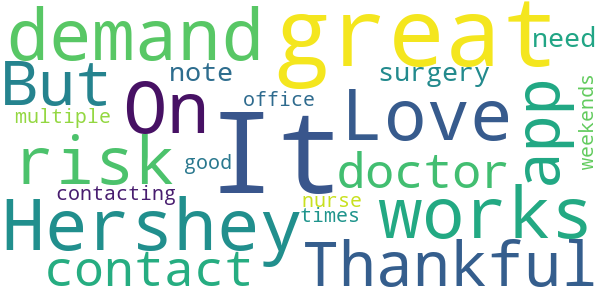 demand great need
But On note surgery
It office Love app weekends
multiple risk good doctor
contacting nurse
Hershey times works
contact Thankful